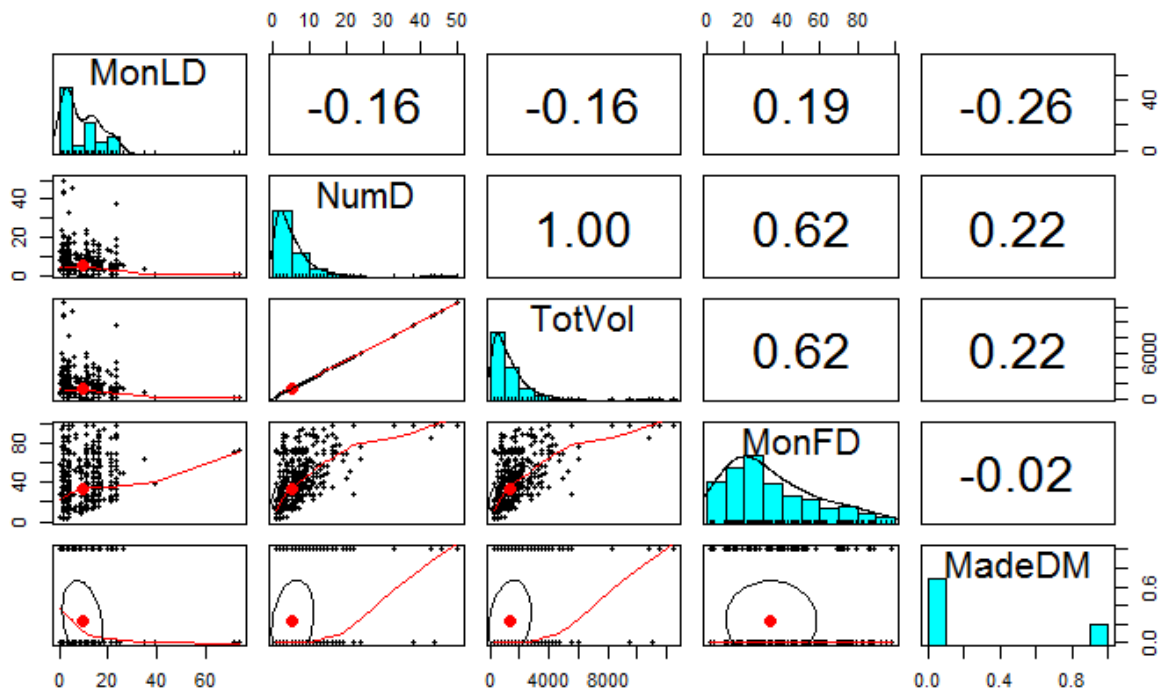 0 10 20 30 40 50 0 20 40 60 80
MonLD -0.16 -0.16 0.19 -0.26 0 40
0 20 40 NumD 1.00 0.62 0.22
TotVol 0.62 0.22 0 6000
0 40 80 MonFD -0.02
MadeDM 0.0 0.6
0 20 40 60 0 4000 8000 0.0 0.4 0.8